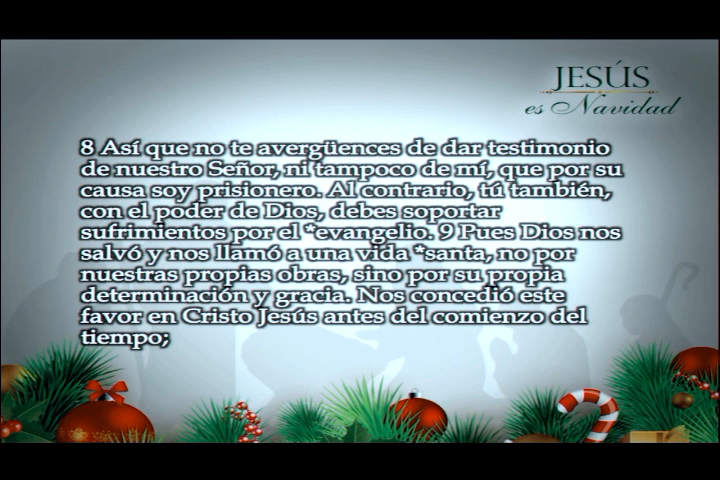 JESÚS
es Navidad
8 Así que no te avergüences de dar testimonio
de nuestro Señor, ni tampoco de mí, que por su
causa soy prisionero. Al contrario, tú también,
con el poder de Dios, debes soportar
sufrimientos por el *evangelio. 9 Pues Dios nos
salvó y nos llamó a una vida *santa, no por
nuestras propias obras, sino por su propia
determinación y gracia. Nos concedió este
favor en Cristo Jesús antes del comienzo del
tiempo;